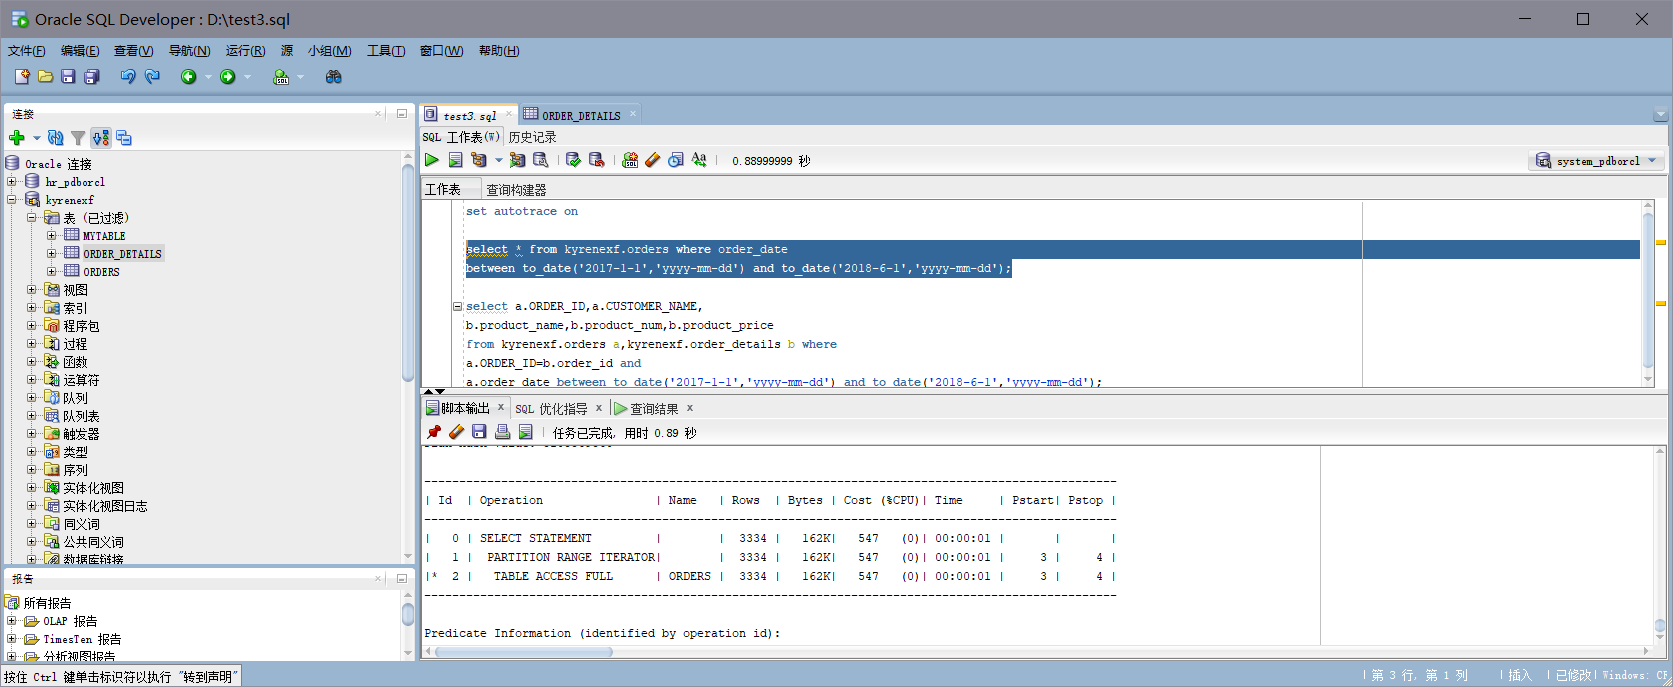 Oracle SQL Developer : D:\test3.sql
文件(F) 编辑(E) 查看(V) 导航(N) 运行(R) 源 小组(M) 工具(T) 窗口(W) 帮助(H)
连接
Oracle 连接
hr_pdborcl
kyrenexf
表 (已过滤)
MYTABLE
ORDER_DETAILS
ORDERS
视图
索引
程序包
过程
函数
运算符
队列
队列表
触发器
类型
序列
实体化视图
实体化视图日志
同义词
公共同义词
数据库链接
报告
所有报告
OLAP 报告
TimesTen 报告
分析视图报告
按住 Ctrl 键单击标识符以执行 "转到声明"
test3.sql ORDER_DETAILS
SQL 工作表(W) 历史记录
0.88999999 秒
system_pdborcl
工作表 查询构建器
set autotrace on
select * from kyrenexf.orders where order_date
between to_date('2017-1-1','yyyy-mm-dd') and to_date('2018-6-1','yyyy-mm-dd');
select a.ORDER_ID,a.CUSTOMER_NAME,
b.product_name,b.product_num,b.product_price
from kyrenexf.orders a,kyrenexf.order_details b where
a.ORDER_ID=b.order_id and
a.order_date between to_date('2017-1-1','yyyy-mm-dd') and to_date('2018-6-1','yyyy-mm-dd');
脚本输出 SQL 优化指导 查询结果
任务已完成, 用时 0.89 秒
| Id | Operation | Name | Rows | Bytes | Cost (%CPU)| Time | Pstart| Pstop |
| 0 | SELECT STATEMENT | | 3334 | 162K| 547 (0)| 00:00:01 | | |
| 1 | PARTITION RANGE ITERATOR| | 3334 | 162K| 547 (0)| 00:00:01 | 3 | 4 |
|* 2 | TABLE ACCESS FULL | ORDERS | 3334 | 162K| 547 (0)| 00:00:01 | 3 | 4 |
Predicate Information (identified by operation id):
| 第 3 行, 第 1 列 | 插入 | 已修改| Windows: CF